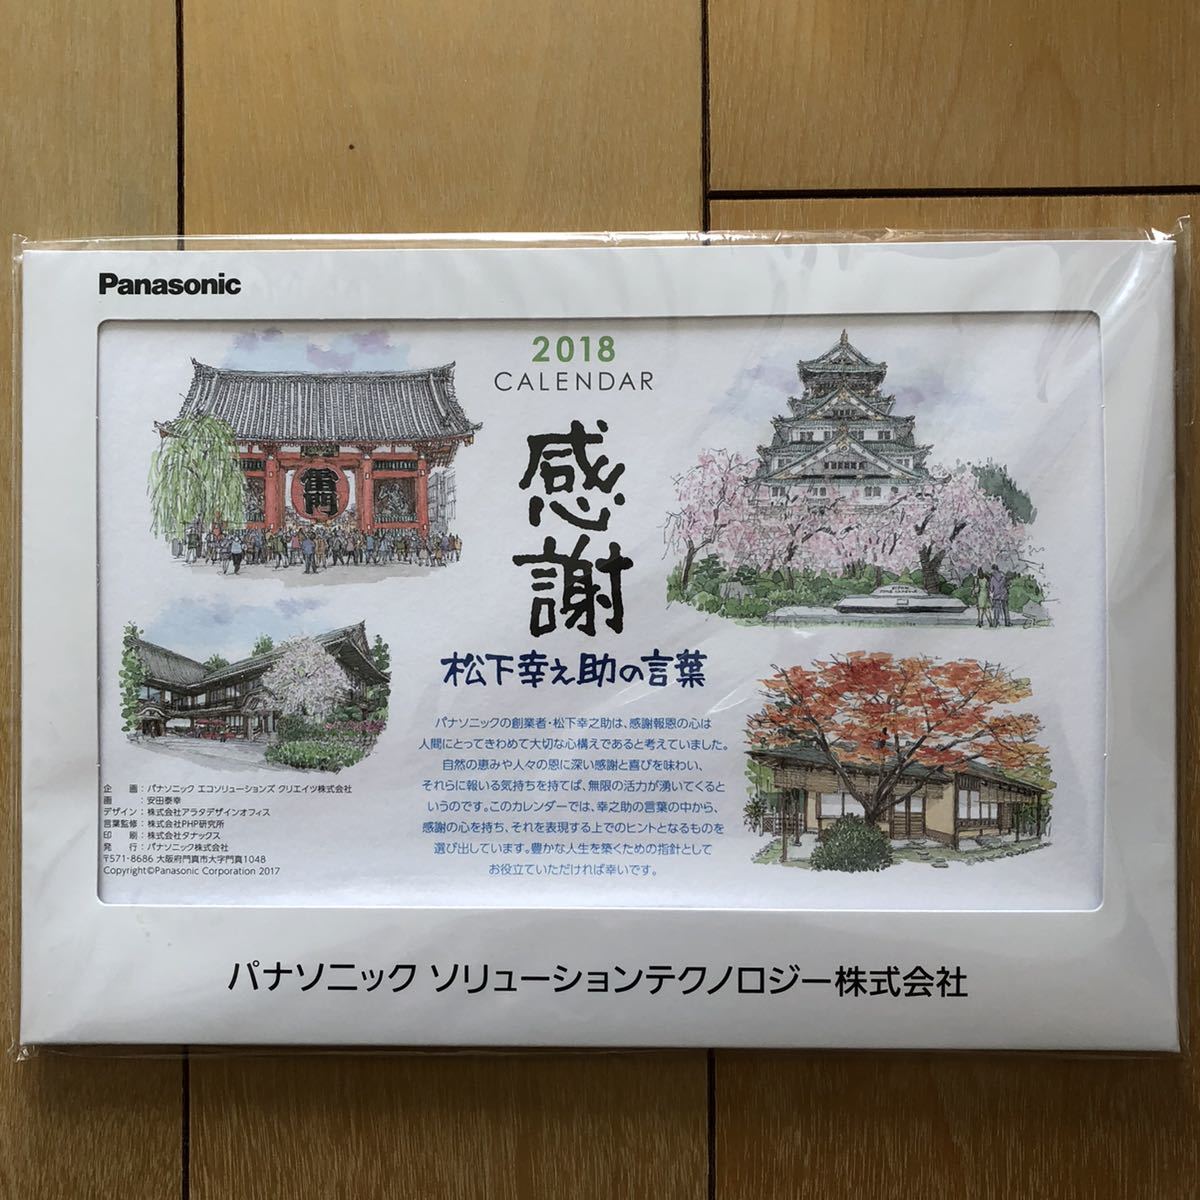 Panasonic
2018
CALENDAR
感謝
松下幸之助の言葉
雷門
パナソニックの創業者・松下幸之助は、感謝報恩の心は
人間にとってきわめて大切な心構えであると考えていました。
自然の恵みや人々の恩に深い感謝と喜びを味わい、
それらに報いる気持ちを持てば、無限の活力が湧いてくると
いうのです。このカレンダーでは、幸之助の言葉の中から、
感謝の心を持ち、それを表現する上でのヒントとなるものを
選び出しています。豊かな人生を築くための指針として
お役立ていただければ幸いです。
企 画：パナソニック エコソリューションズ クリエイツ株式会社
画：安田泰幸
デザイン：株式会社アラタデザインオフィス
言葉監修：株式会社PHP研究所
印 刷：株式会社タナックス
発 行：パナソニック株式会社
〒571-8686 大阪府門真市大字門真1048
Copyright©Panasonic Corporation 2017
パナソニック ソリューションテクノロジー株式会社